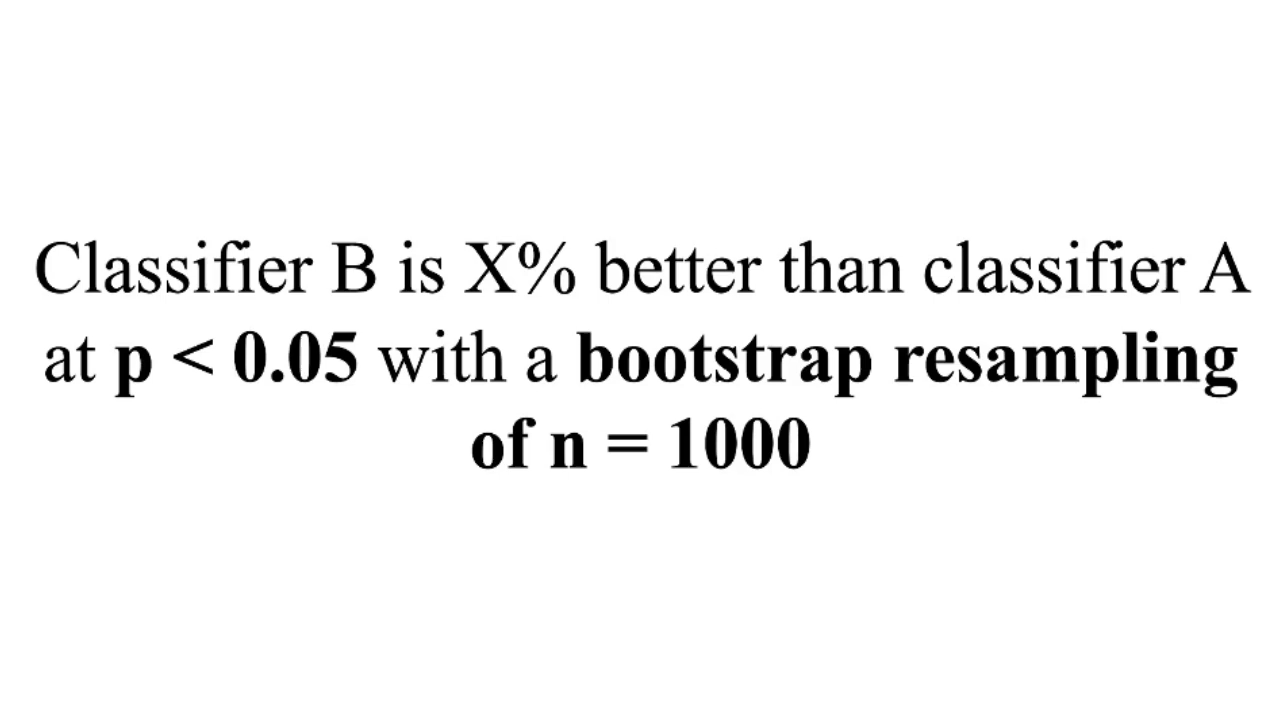 Classifier B is X% better than classifier A
at p < 0.05 with a bootstrap resampling
of n = 1000